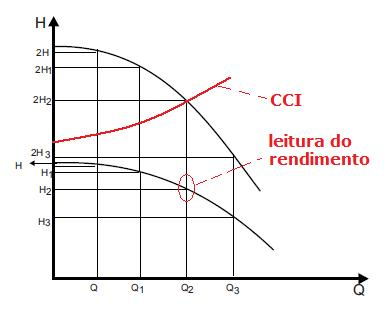 H
2H
2H1
2H2
CCI
leitura do
rendimento
2H3
H
H1
H2
H3
Q
Q1
Q2
Q3
Q